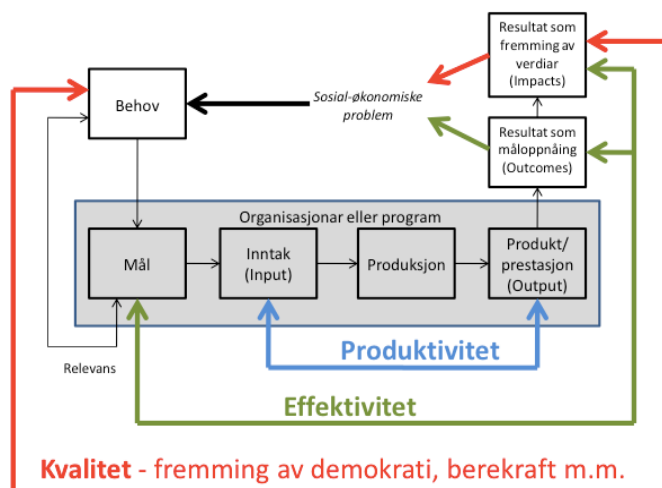 Resultat som
fremming av
verdiar
(Impacts)
Behov
Sosial-økonomiske
problem
Resultat som
måloppnåing
(Outcomes)
Organisasjonar eller program
Mål
Inntak
(Input)
Produksjon
Produkt/
prestasjon
(Output)
Produktivitet
Relevans
Effektivitet
Kvalitet - fremming av demokrati, berekraft m.m.